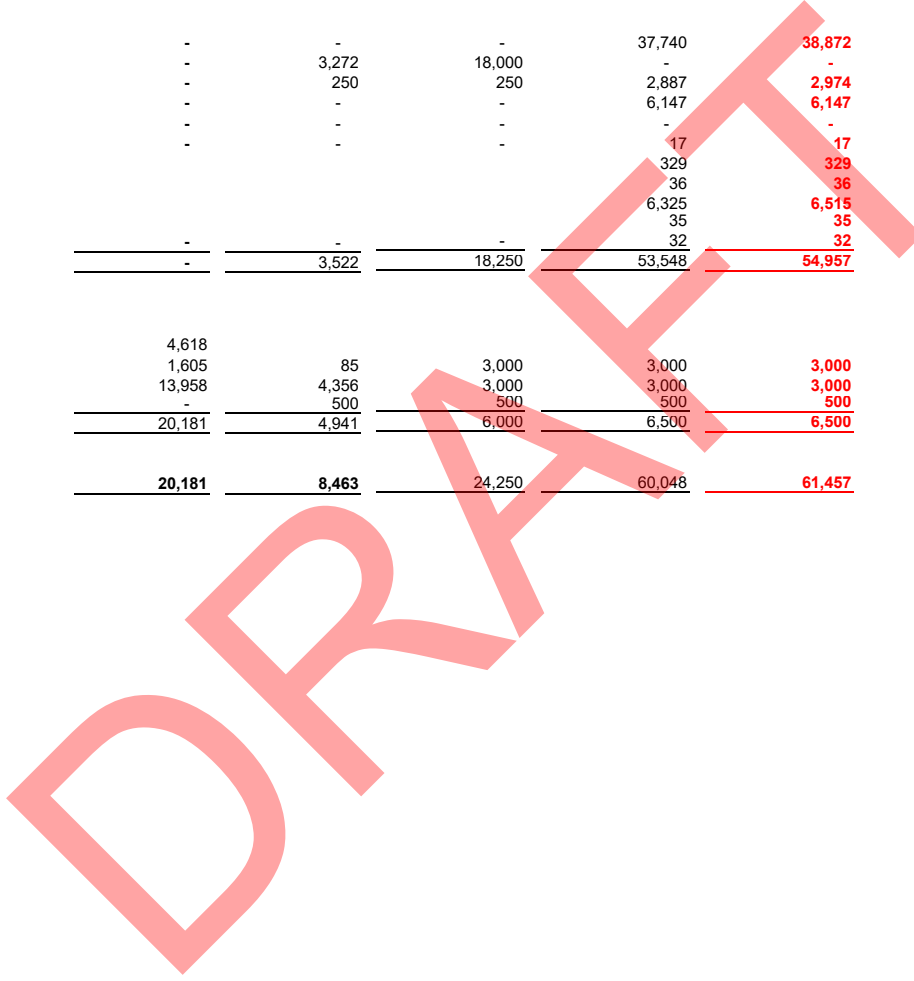 - - - 37,740 38,872
- 3,272 18,000 - -
- 250 250 2,887 2,974
- - - 6,147 6,147
- - - - -
- - - 17 17
329 329
36 36
6,325 6,515
35 35
- - - 32 32
- 3,522 18,250 53,548 54,957
4,618
1,605 85 3,000 3,000 3,000
13,958 4,356 3,000 3,000 3,000
- 500 500 500 500
20,181 4,941 6,000 6,500 6,500
20,181 8,463 24,250 60,048 61,457
DRAFT